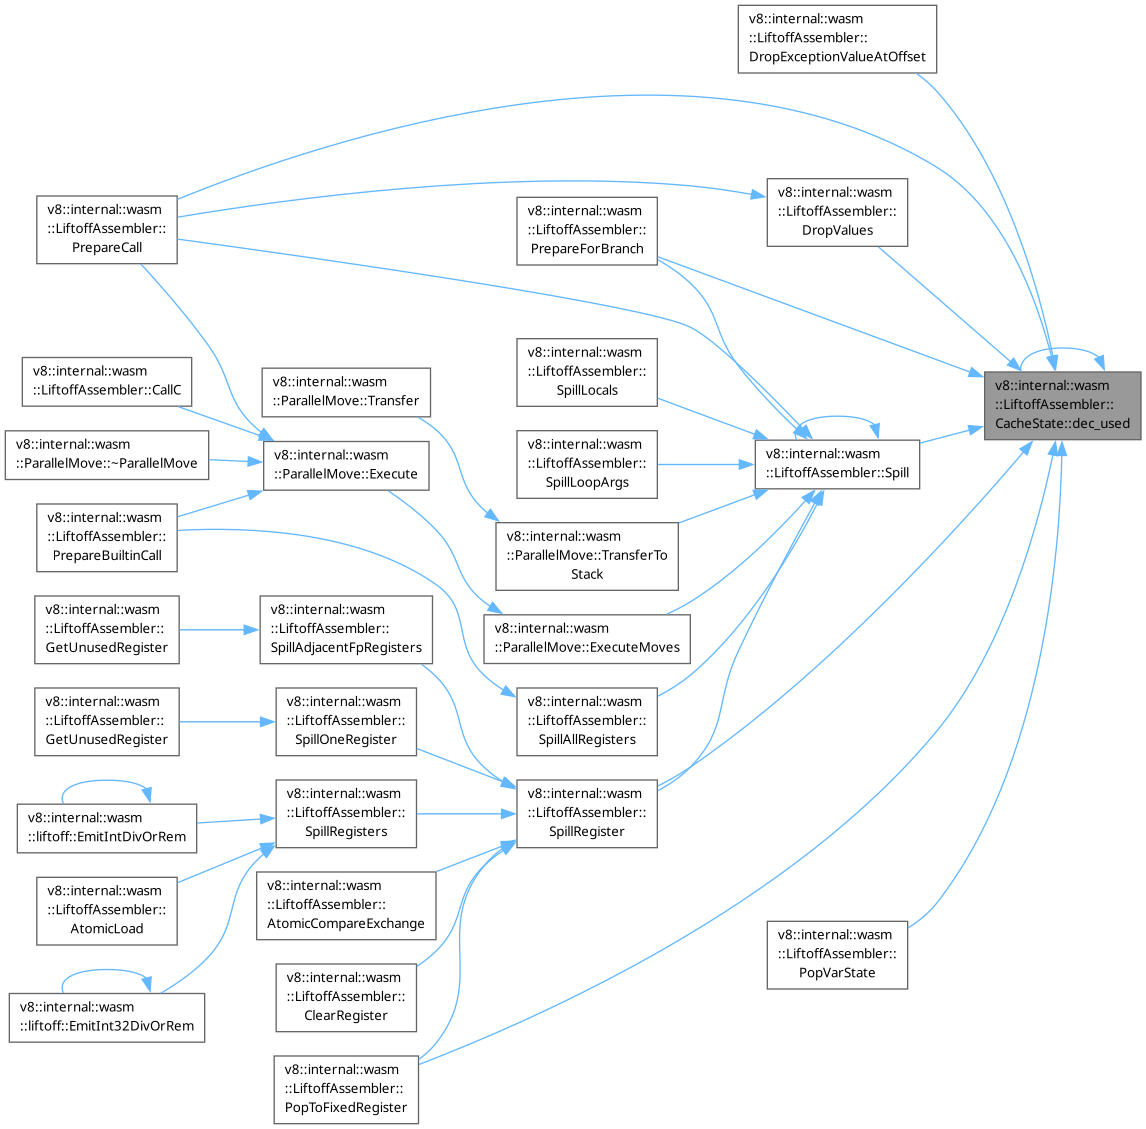 v8::internal::wasm
::LiftoffAssembler::
DropExceptionValueAtOffset
v8::internal::wasm
::LiftoffAssembler::
DropValues
v8::internal::wasm
::LiftoffAssembler::
PrepareCall
v8::internal::wasm
::LiftoffAssembler::
PrepareForBranch
v8::internal::wasm
::LiftoffAssembler::
SpillLocals
v8::internal::wasm
::LiftoffAssembler::CallC
v8::internal::wasm
::ParallelMove::Transfer
v8::internal::wasm
::LiftoffAssembler::
CacheState::dec_used
v8::internal::wasm
::ParallelMove::~ParallelMove
v8::internal::wasm
::ParallelMove::Execute
v8::internal::wasm
::LiftoffAssembler::
SpillLoopArgs
v8::internal::wasm
::LiftoffAssembler::Spill
v8::internal::wasm
::LiftoffAssembler::
PrepareBuiltinCall
v8::internal::wasm
::ParallelMove::TransferTo
Stack
v8::internal::wasm
::LiftoffAssembler::
GetUnusedRegister
v8::internal::wasm
::LiftoffAssembler::
SpillAdjacentFpRegisters
v8::internal::wasm
::ParallelMove::ExecuteMoves
v8::internal::wasm
::LiftoffAssembler::
GetUnusedRegister
v8::internal::wasm
::LiftoffAssembler::
SpillOneRegister
v8::internal::wasm
::LiftoffAssembler::
SpillAllRegisters
v8::internal::wasm
::liftoff::EmitIntDivOrRem
v8::internal::wasm
::LiftoffAssembler::
SpillRegisters
v8::internal::wasm
::LiftoffAssembler::
SpillRegister
v8::internal::wasm
::LiftoffAssembler::
AtomicLoad
v8::internal::wasm
::LiftoffAssembler::
AtomicCompareExchange
v8::internal::wasm
::LiftoffAssembler::
PopVarState
v8::internal::wasm
::liftoff::EmitInt32DivOrRem
v8::internal::wasm
::LiftoffAssembler::
ClearRegister
v8::internal::wasm
::LiftoffAssembler::
PopToFixedRegister